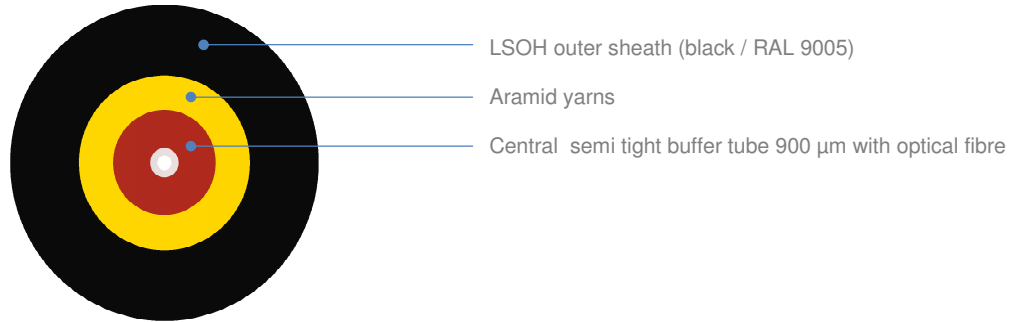 LSOH outer sheath (black / RAL 9005)
Aramid yarns
Central  semi tight buffer tube 900 µm with optical fibre